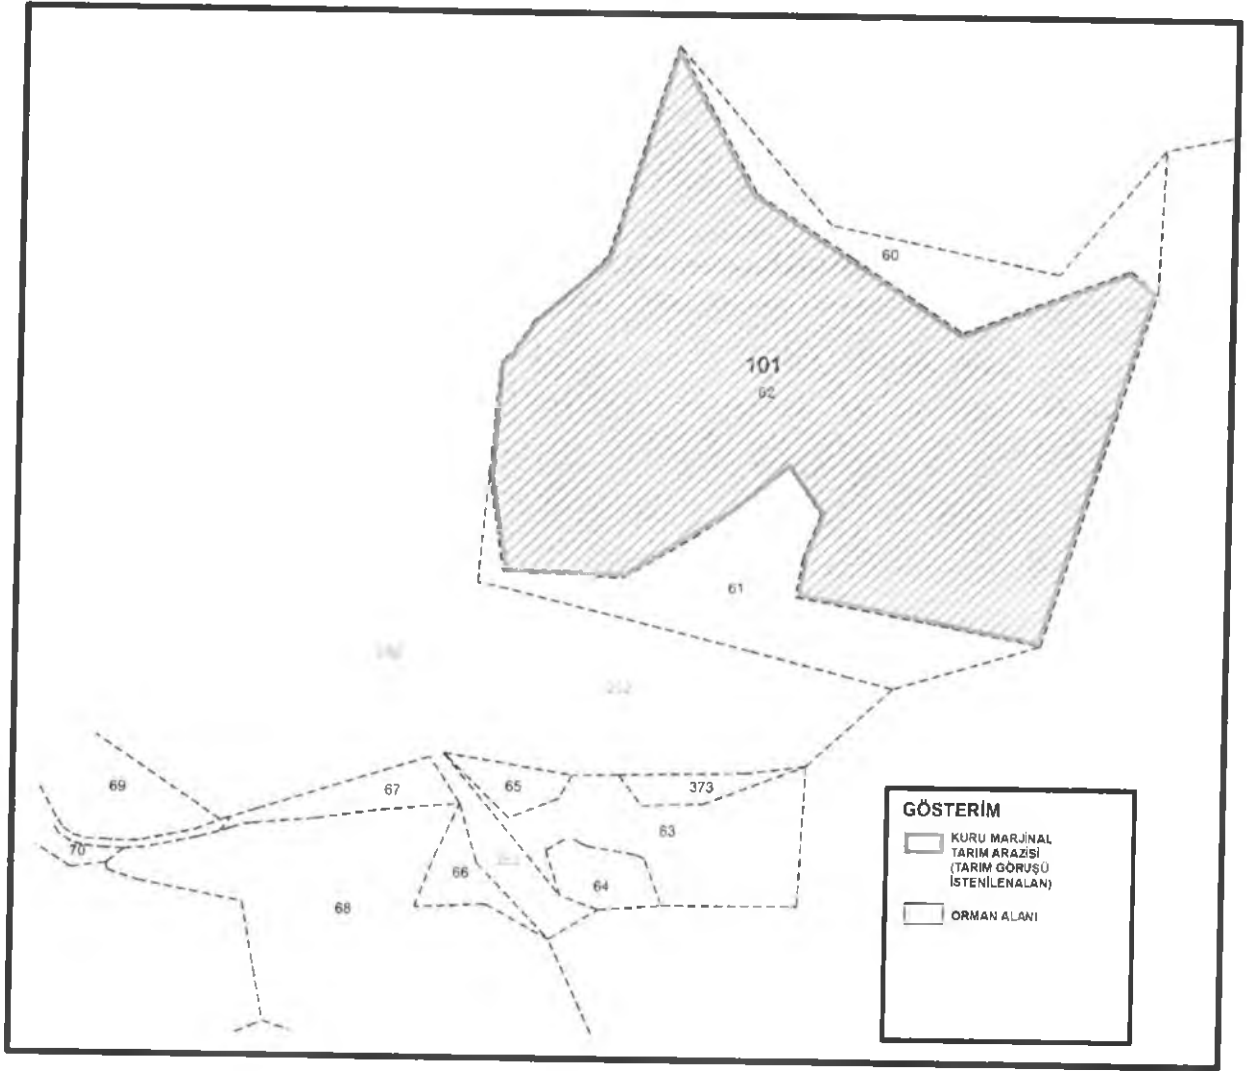 60
101
62
61
69
67
65
373
63
70
66
64
68
GÖSTERİM
KURU MARJİNAL
TARIM ARAZİSİ
(TARIM GÖRÜŞÜ
İSTENİLENALAN)
ORMAN ALANI